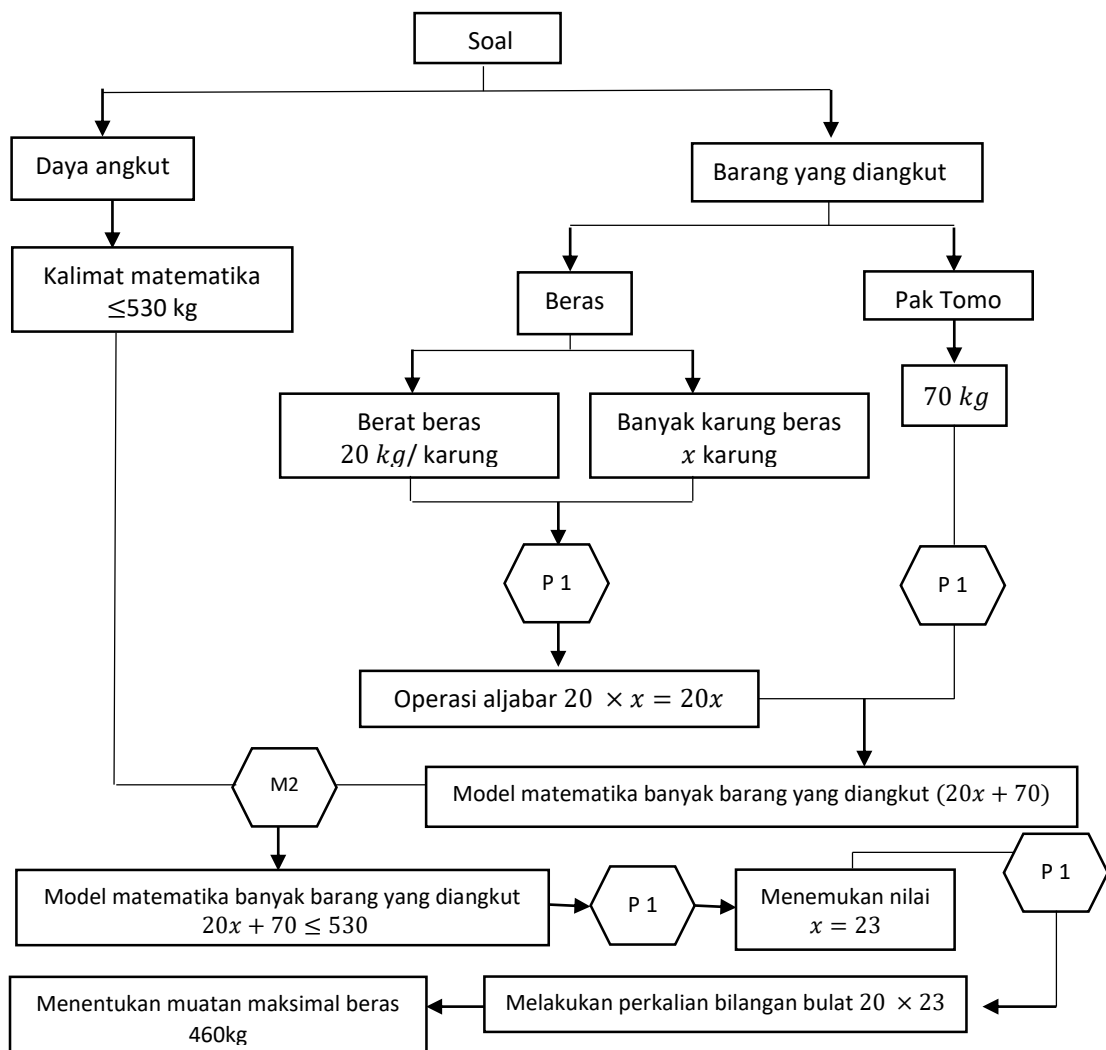 Soal
Daya angkut
Barang yang diangkut
Kalimat matematika
≤530 kg
Beras
Pak Tomo
Berat beras
20 kg/ karung
Banyak karung beras
x karung
70 kg
P 1
P 1
Operasi aljabar 20 × x = 20x
M2
Model matematika banyak barang yang diangkut (20x + 70)
Model matematika banyak barang yang diangkut
20x + 70 ≤ 530
P 1
Menemukan nilai
x = 23
P 1
Melakukan perkalian bilangan bulat 20 × 23
Menentukan muatan maksimal beras
460kg